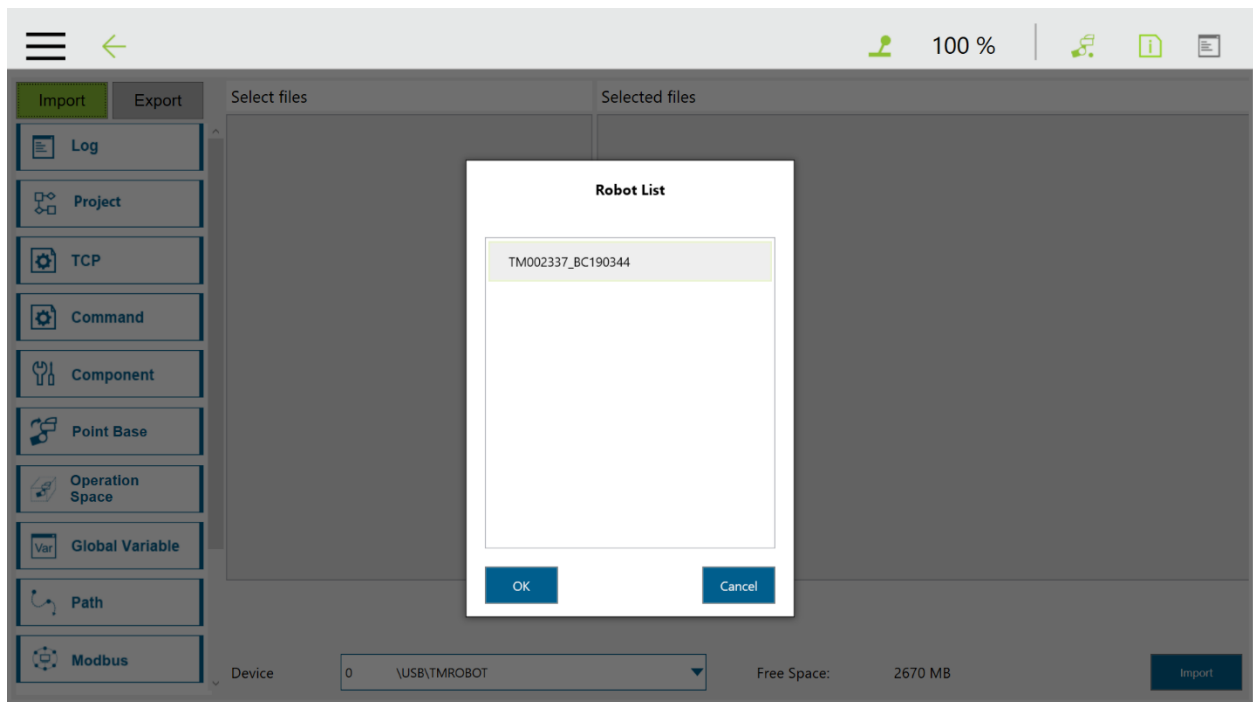 100 %
Import Export
Select files
Selected files
Log
Project
TCP
Command
Component
Point Base
Operation
Space
Var Global Variable
Path
Modbus
Robot List
TM002337_BC190344
OK Cancel
Device 0 \USB\TMROBOT Free Space: 2670 MB Import